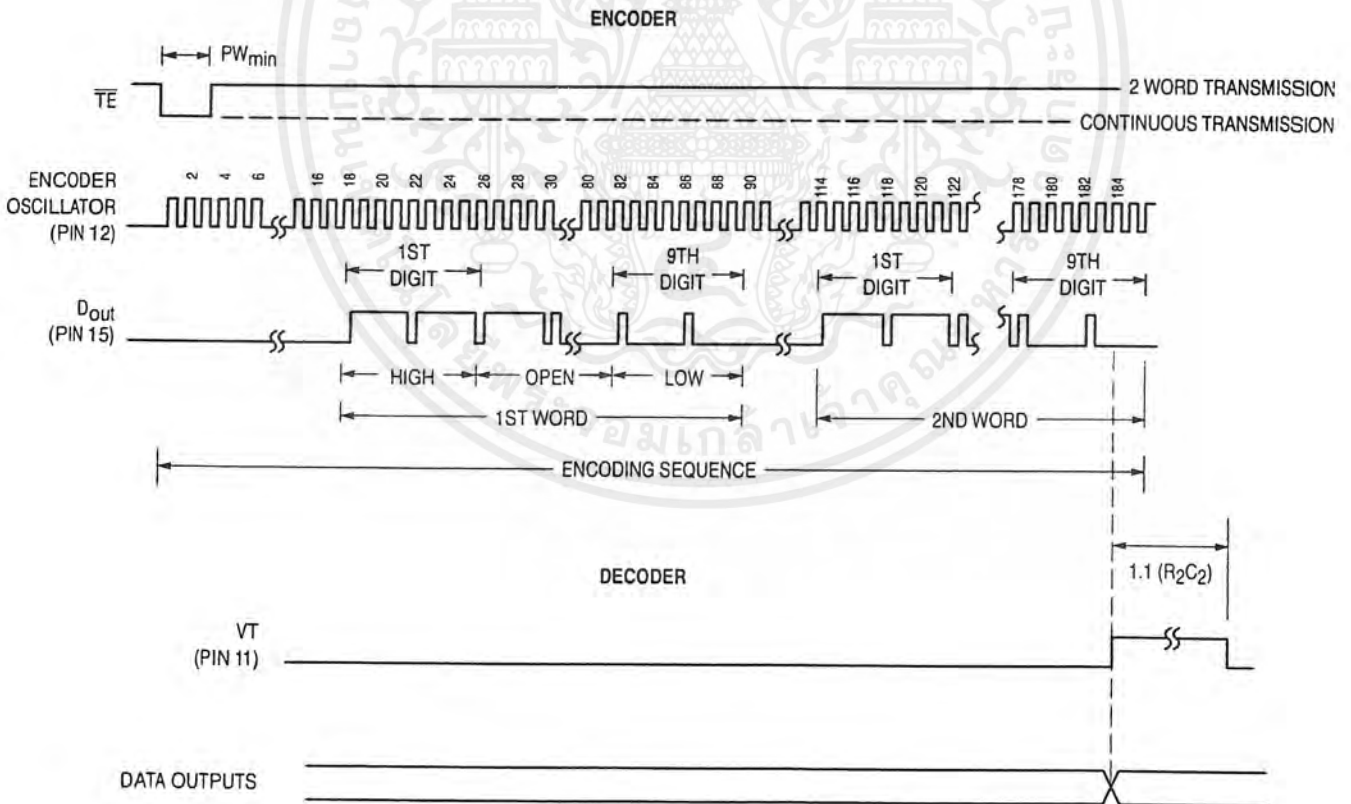 ENCODER
PWmin
TE
2 WORD TRANSMISSION
CONTINUOUS TRANSMISSION
ENCODER
OSCILLATOR
(PIN 12)
2 4 6 16 18 20 22 24 26 28 30 80 82 84 86 88 90 114 116 118 120 122 178 180 182 184
1ST
DIGIT
9TH
DIGIT
1ST
DIGIT
9TH
DIGIT
Dout
(PIN 15)
HIGH OPEN LOW
1ST WORD
2ND WORD
ENCODING SEQUENCE
DECODER
1.1 (R2C2)
VT
(PIN 11)
DATA OUTPUTS